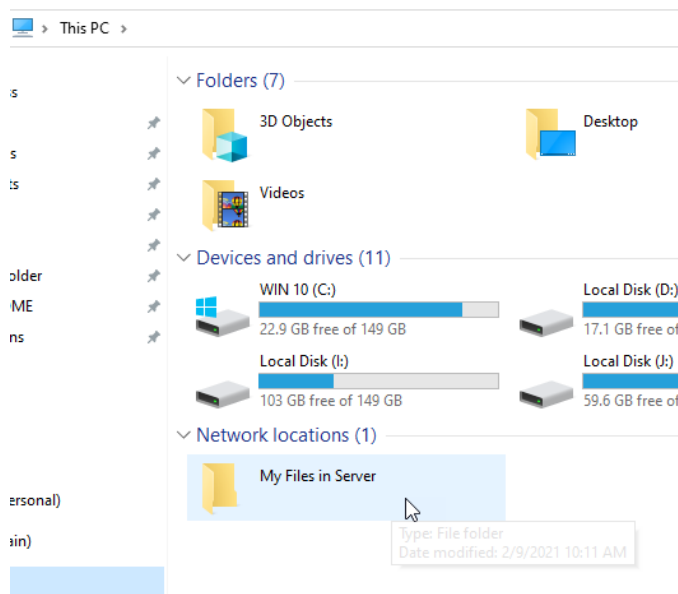 This PC
Folders (7)
3D Objects
Desktop
Videos
Devices and drives (11)
WIN 10 (C:)
22.9 GB free of 149 GB
Local Disk (D:)
17.1 GB free of
Local Disk (I:)
103 GB free of 149 GB
Local Disk (J:)
59.6 GB free of
Network locations (1)
My Files in Server
Type: File folder
Date modified: 2/9/2021 10:11 AM
ss
s
ts
older
ME
ns
ersonal)
ain)